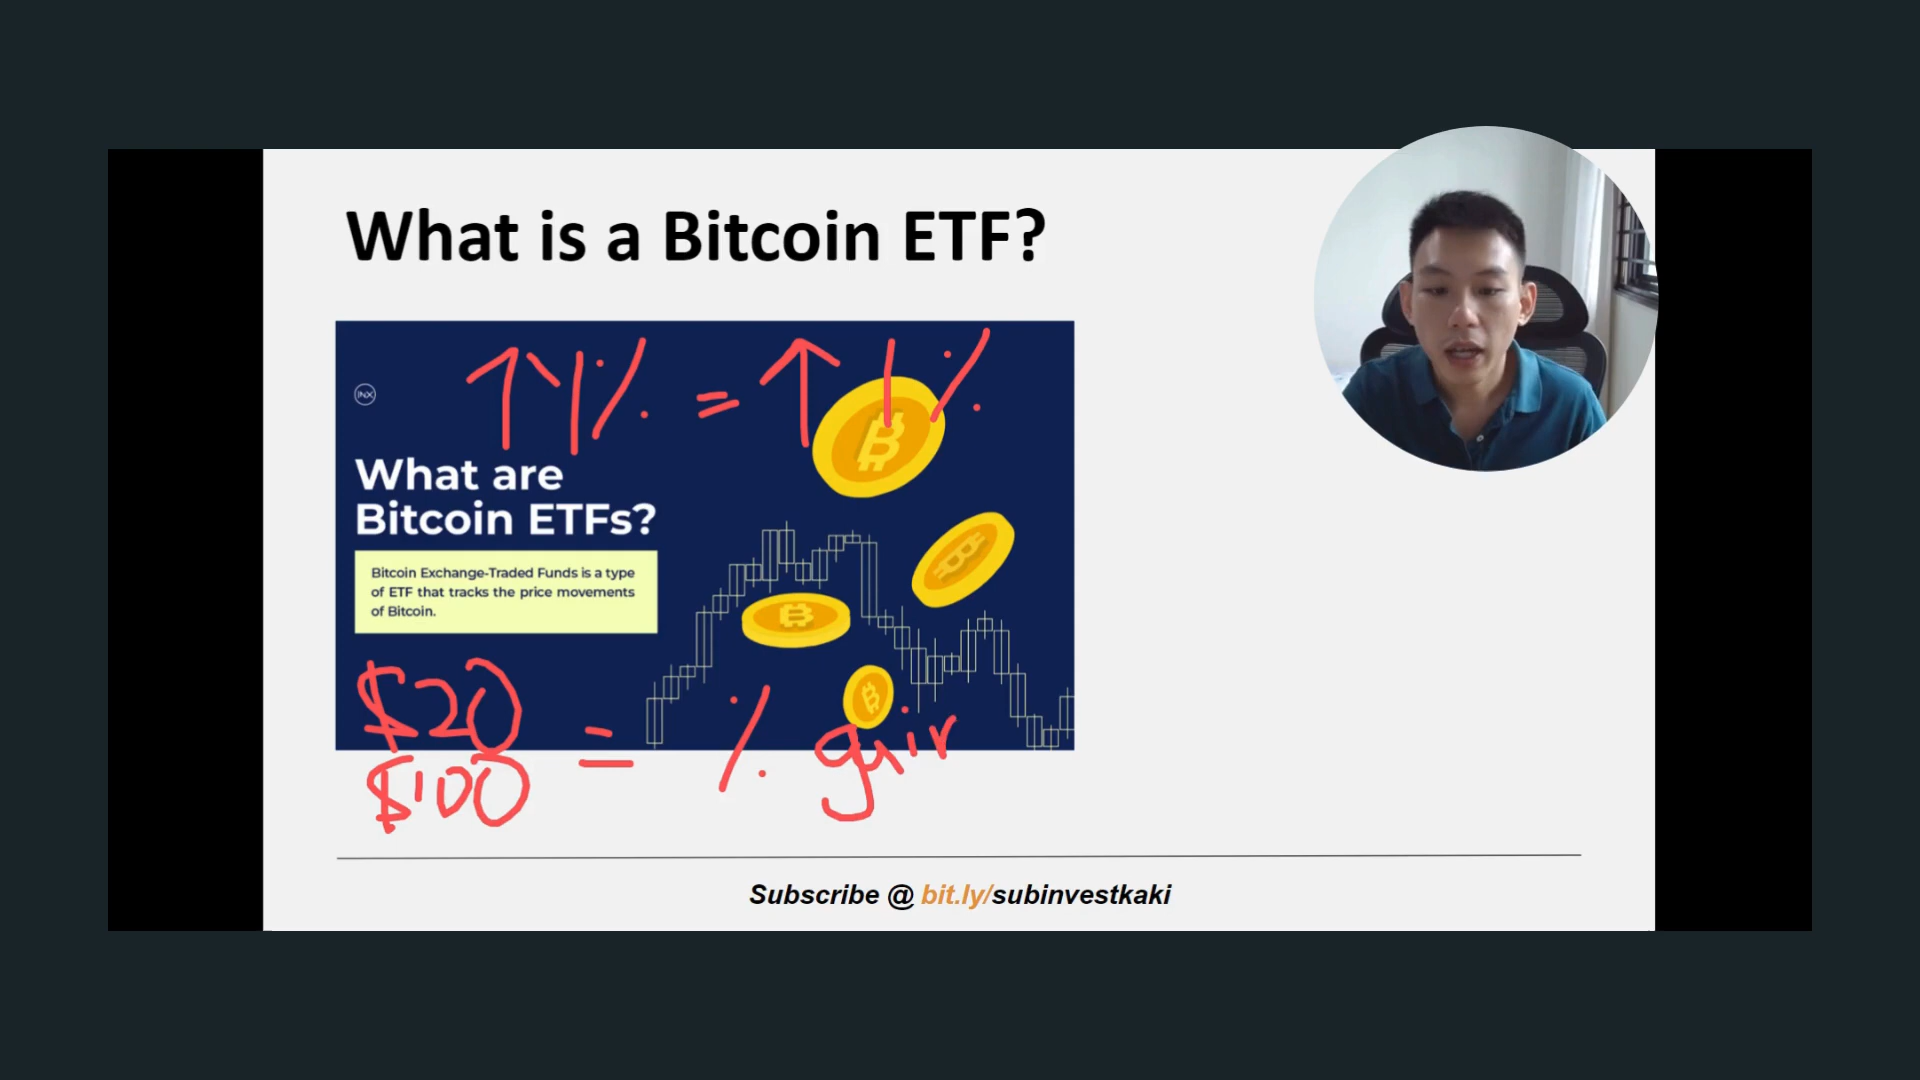 What is a Bitcoin ETF?
↑1% = ↑1%
INX
What are
Bitcoin ETFs?
Bitcoin Exchange-Traded Funds is a type
of ETF that tracks the price movements
of Bitcoin.
$20
$100
= % gain
Subscribe @ bit.ly/subinvestkaki